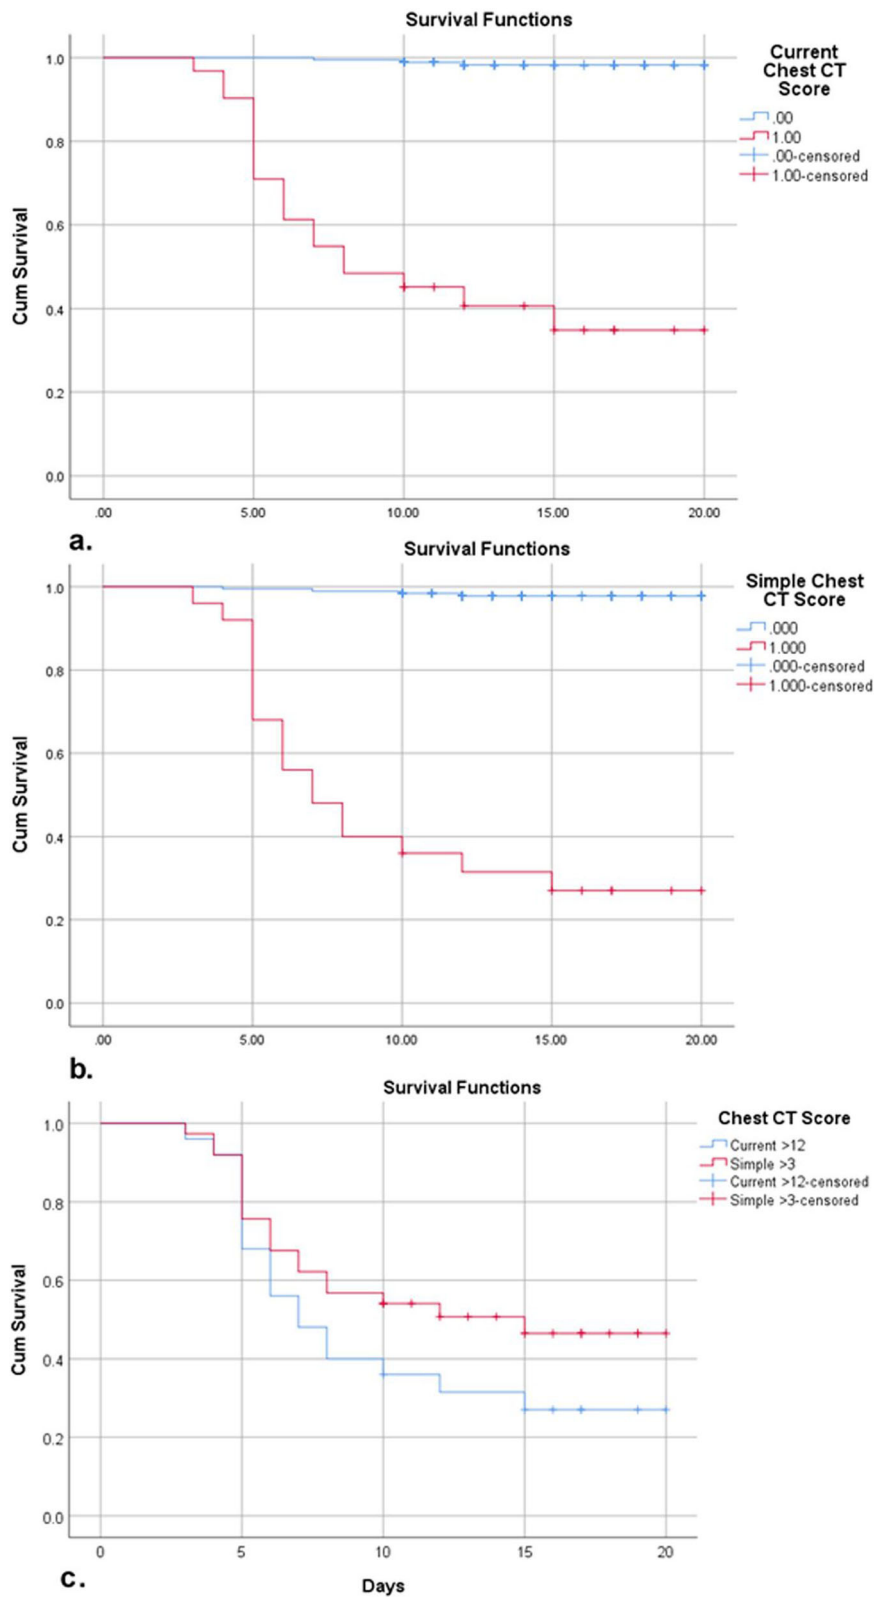 Survival Functions
Current
Chest CT
Score
.00
1.00
.00-censored
1.00-censored
Cum Survival
1.0
0.8
0.6
0.4
0.2
0.0
.00 5.00 10.00 15.00 20.00
a.
Survival Functions
Simple Chest
CT Score
.000
1.000
.000-censored
1.000-censored
Cum Survival
1.0
0.8
0.6
0.4
0.2
0.0
.00 5.00 10.00 15.00 20.00
b.
Survival Functions
Chest CT Score
Current >12
Simple >3
Current >12-censored
Simple >3-censored
Cum Survival
1.0
0.8
0.6
0.4
0.2
0.0
0 5 10 15 20
c.
Days